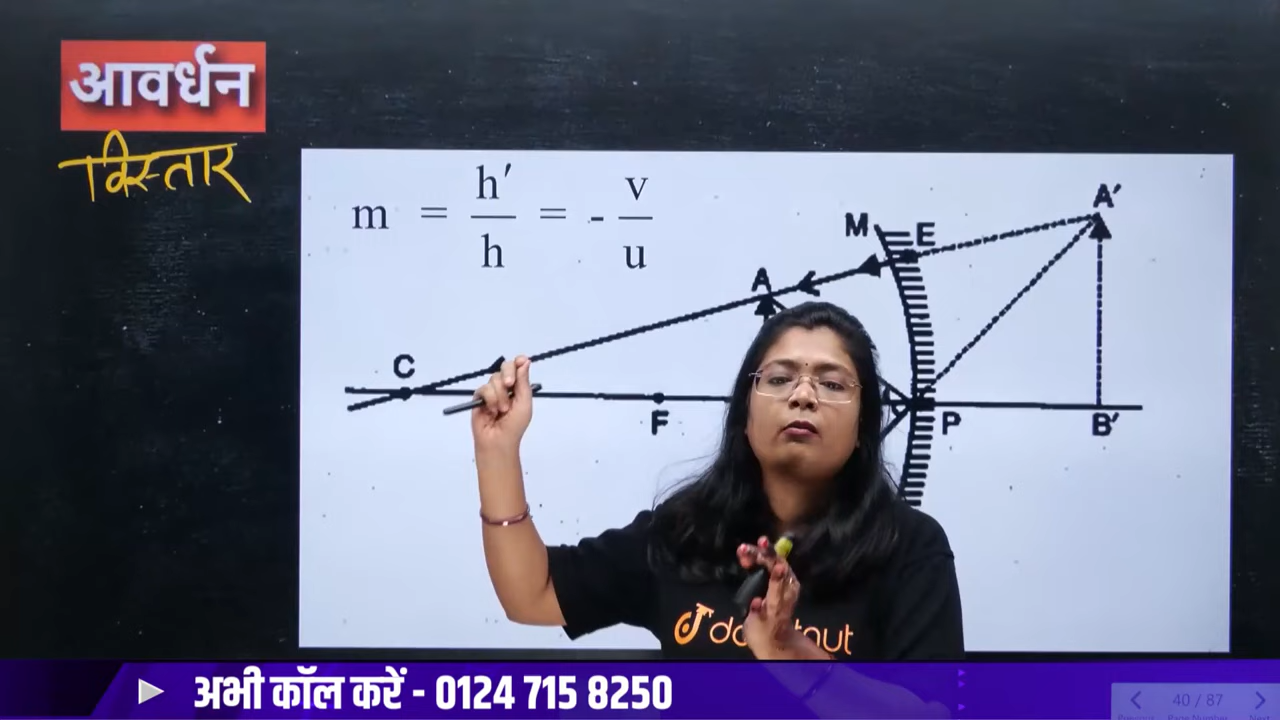 आवर्धन
विस्तार
m = h′/h = - v/u
M
E
A′
A
C
F
P
B′
अभी कॉल करें - 0124 715 8250
40 / 87